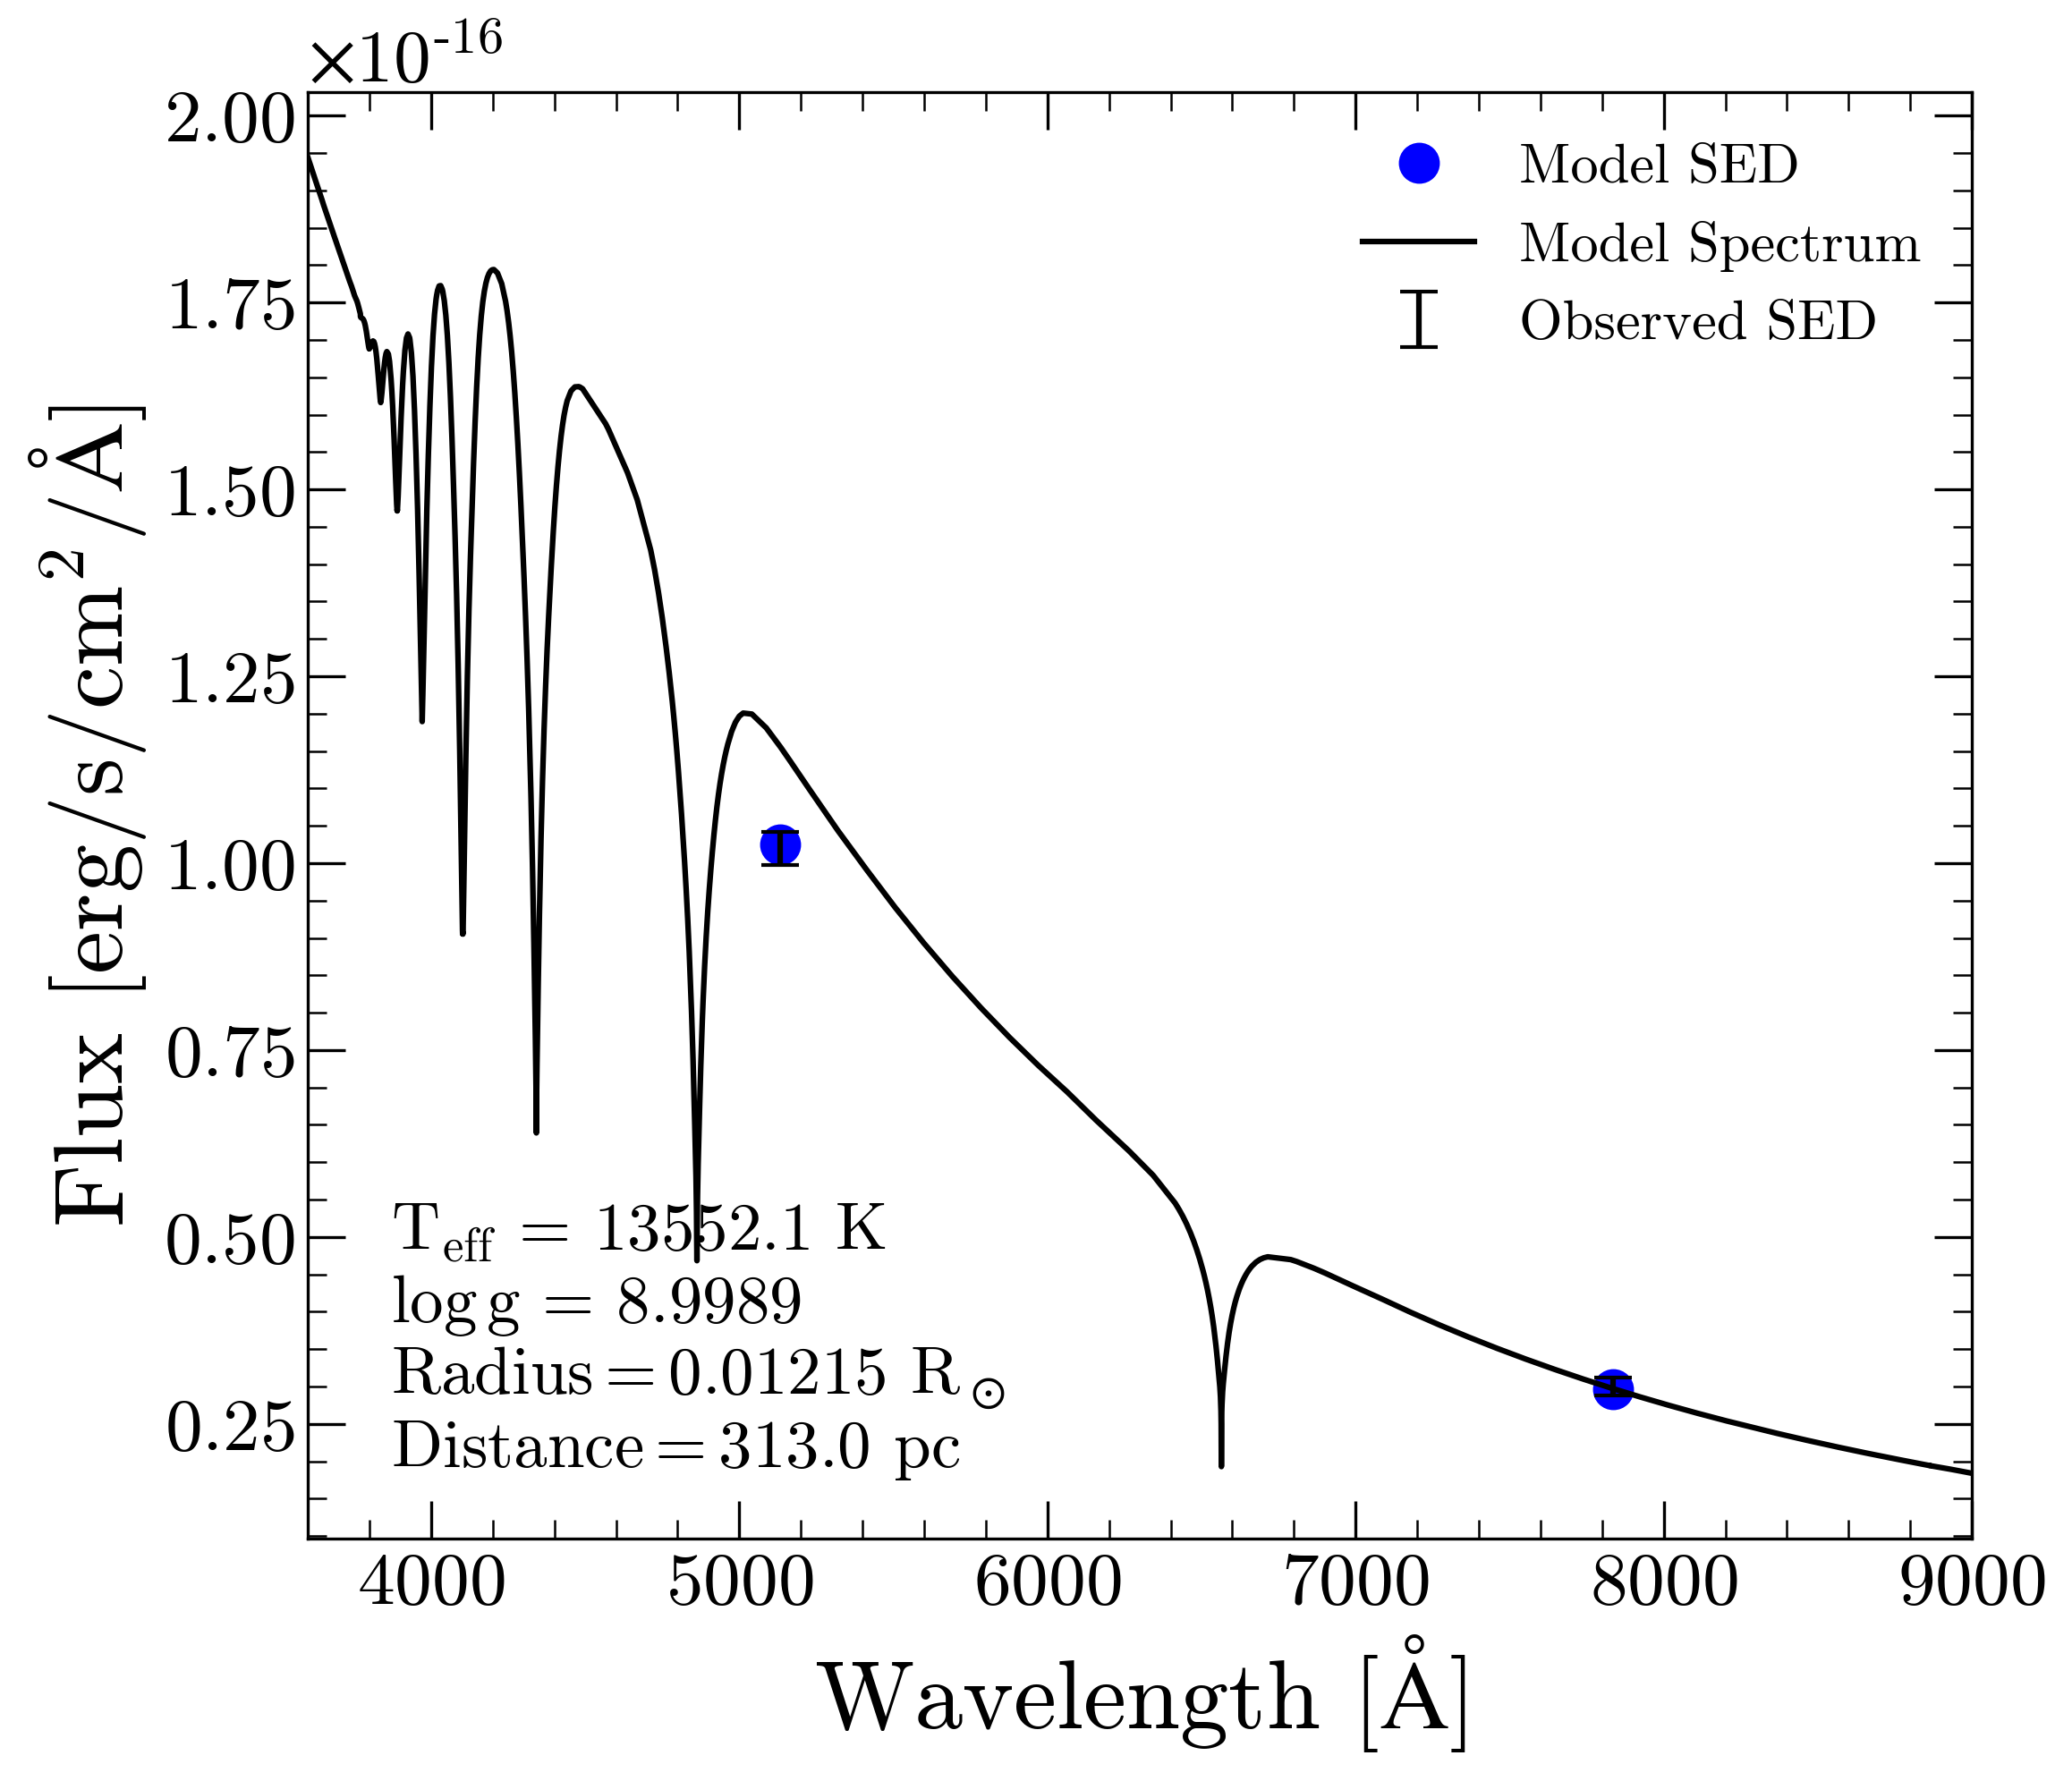 ×10-16
2.00
1.75
1.50
1.25
1.00
0.75
0.50
0.25
Flux [erg/s/cm2/Å]
Model SED
Model Spectrum
Observed SED
Teff = 13552.1 K
log g = 8.9989
Radius = 0.01215 R⊙
Distance = 313.0 pc
4000 5000 6000 7000 8000 9000
Wavelength [Å]